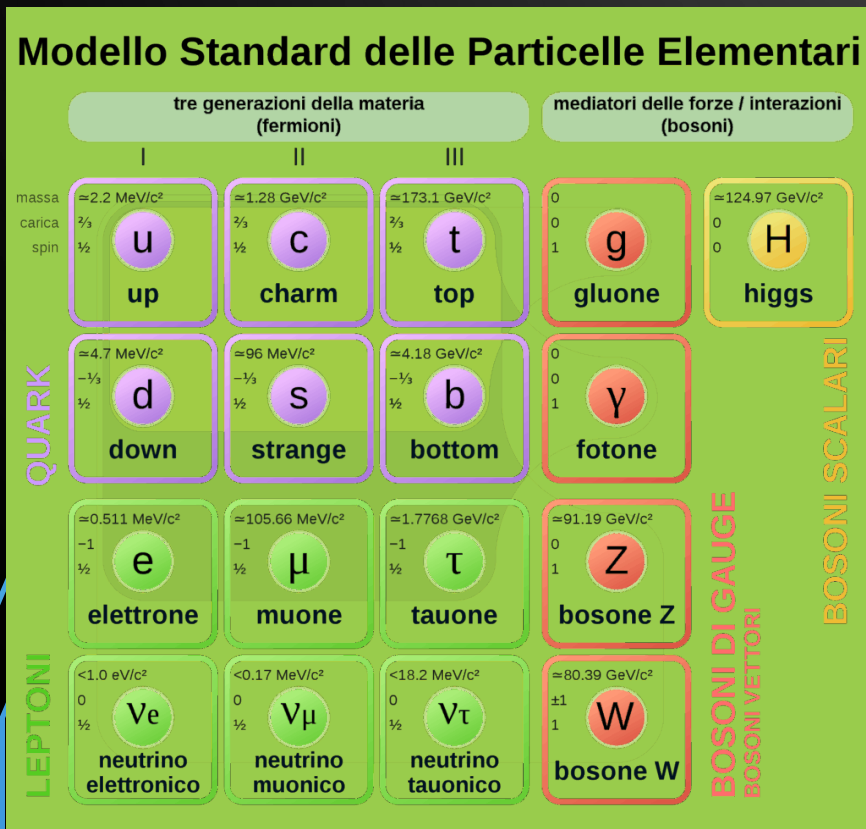 Modello Standard delle Particelle Elementari
tre generazioni della materia
(fermioni)
mediatori delle forze / interazioni
(bosoni)
I
II
III
massa
carica
spin
≃2.2 MeV/c²
⅔
½
u
up
≃1.28 GeV/c²
⅔
½
c
charm
≃173.1 GeV/c²
⅔
½
t
top
0
0
1
g
gluone
≃124.97 GeV/c²
0
0
H
higgs
QUARK
≃4.7 MeV/c²
−⅓
½
d
down
≃96 MeV/c²
−⅓
½
s
strange
≃4.18 GeV/c²
−⅓
½
b
bottom
0
0
1
γ
fotone
BOSONI SCALARI
≃0.511 MeV/c²
−1
½
e
elettrone
≃105.66 MeV/c²
−1
½
μ
muone
≃1.7768 GeV/c²
−1
½
τ
tauone
≃91.19 GeV/c²
0
1
Z
bosone Z
BOSONI DI GAUGE
BOSONI VETTORI
LEPTONI
<1.0 eV/c²
0
½
νe
neutrino
elettronico
<0.17 MeV/c²
0
½
νμ
neutrino
muonico
<18.2 MeV/c²
0
½
ντ
neutrino
tauonico
≃80.39 GeV/c²
±1
1
W
bosone W